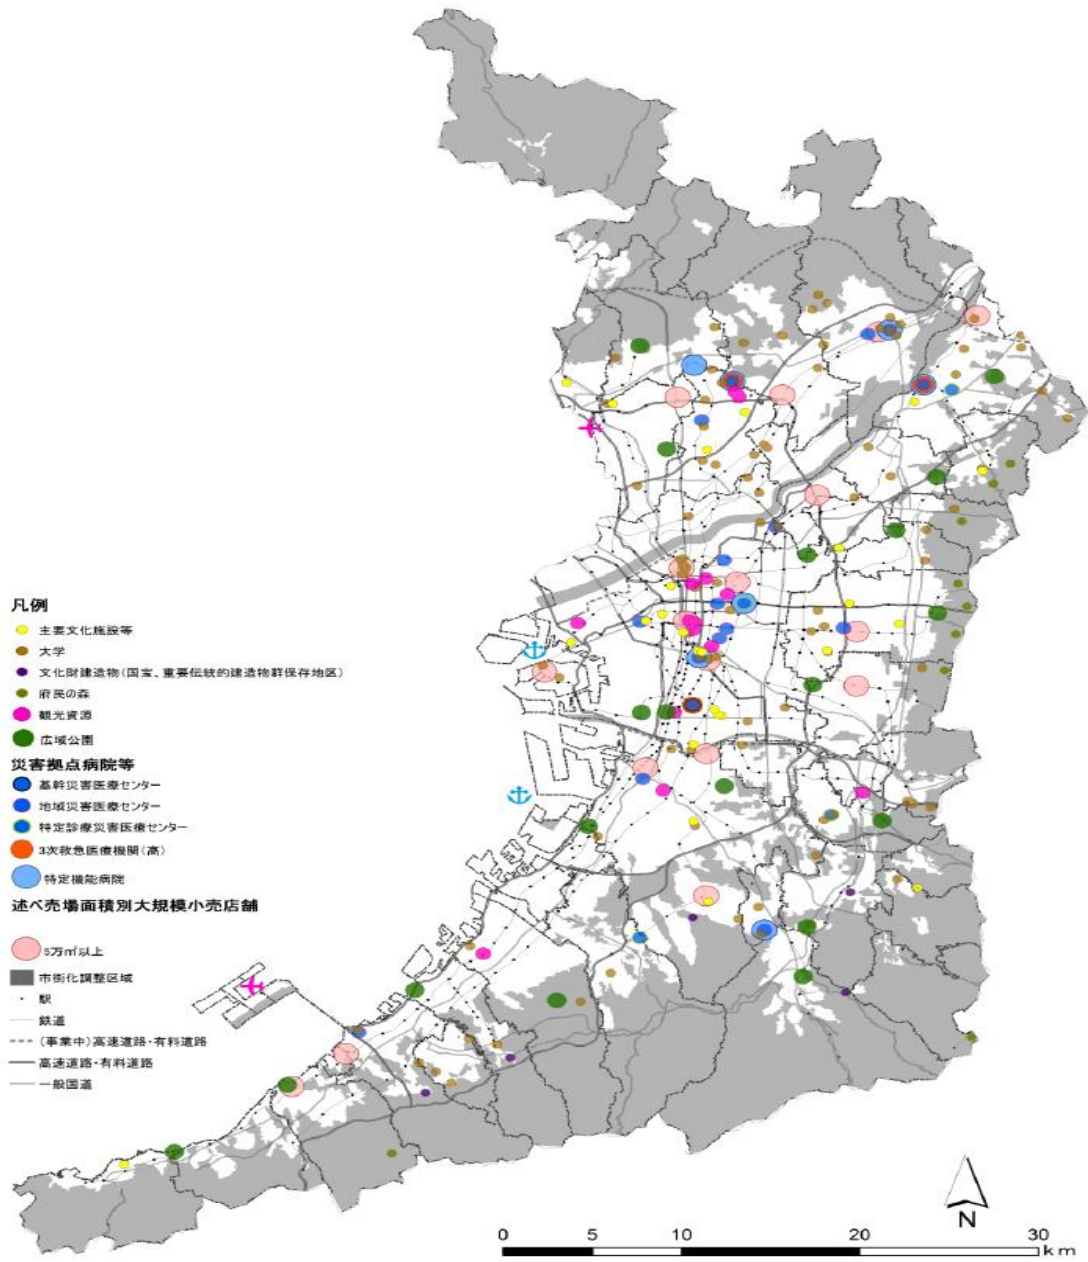 凡例
主要文化施設等
大学
文化財建造物(国宝、重要伝統的建造物群保存地区)
府民の森
観光資源
広域公園
災害拠点病院等
基幹災害医療センター
地域災害医療センター
特定診療災害医療センター
3次救急医療機関(高)
特定機能病院
述べ売場面積別大規模小売店舗
5万㎡以上
市街化調整区域
駅
鉄道
(事業中)高速道路・有料道路
高速道路・有料道路
一般国道
N
0 5 10 20 30
km